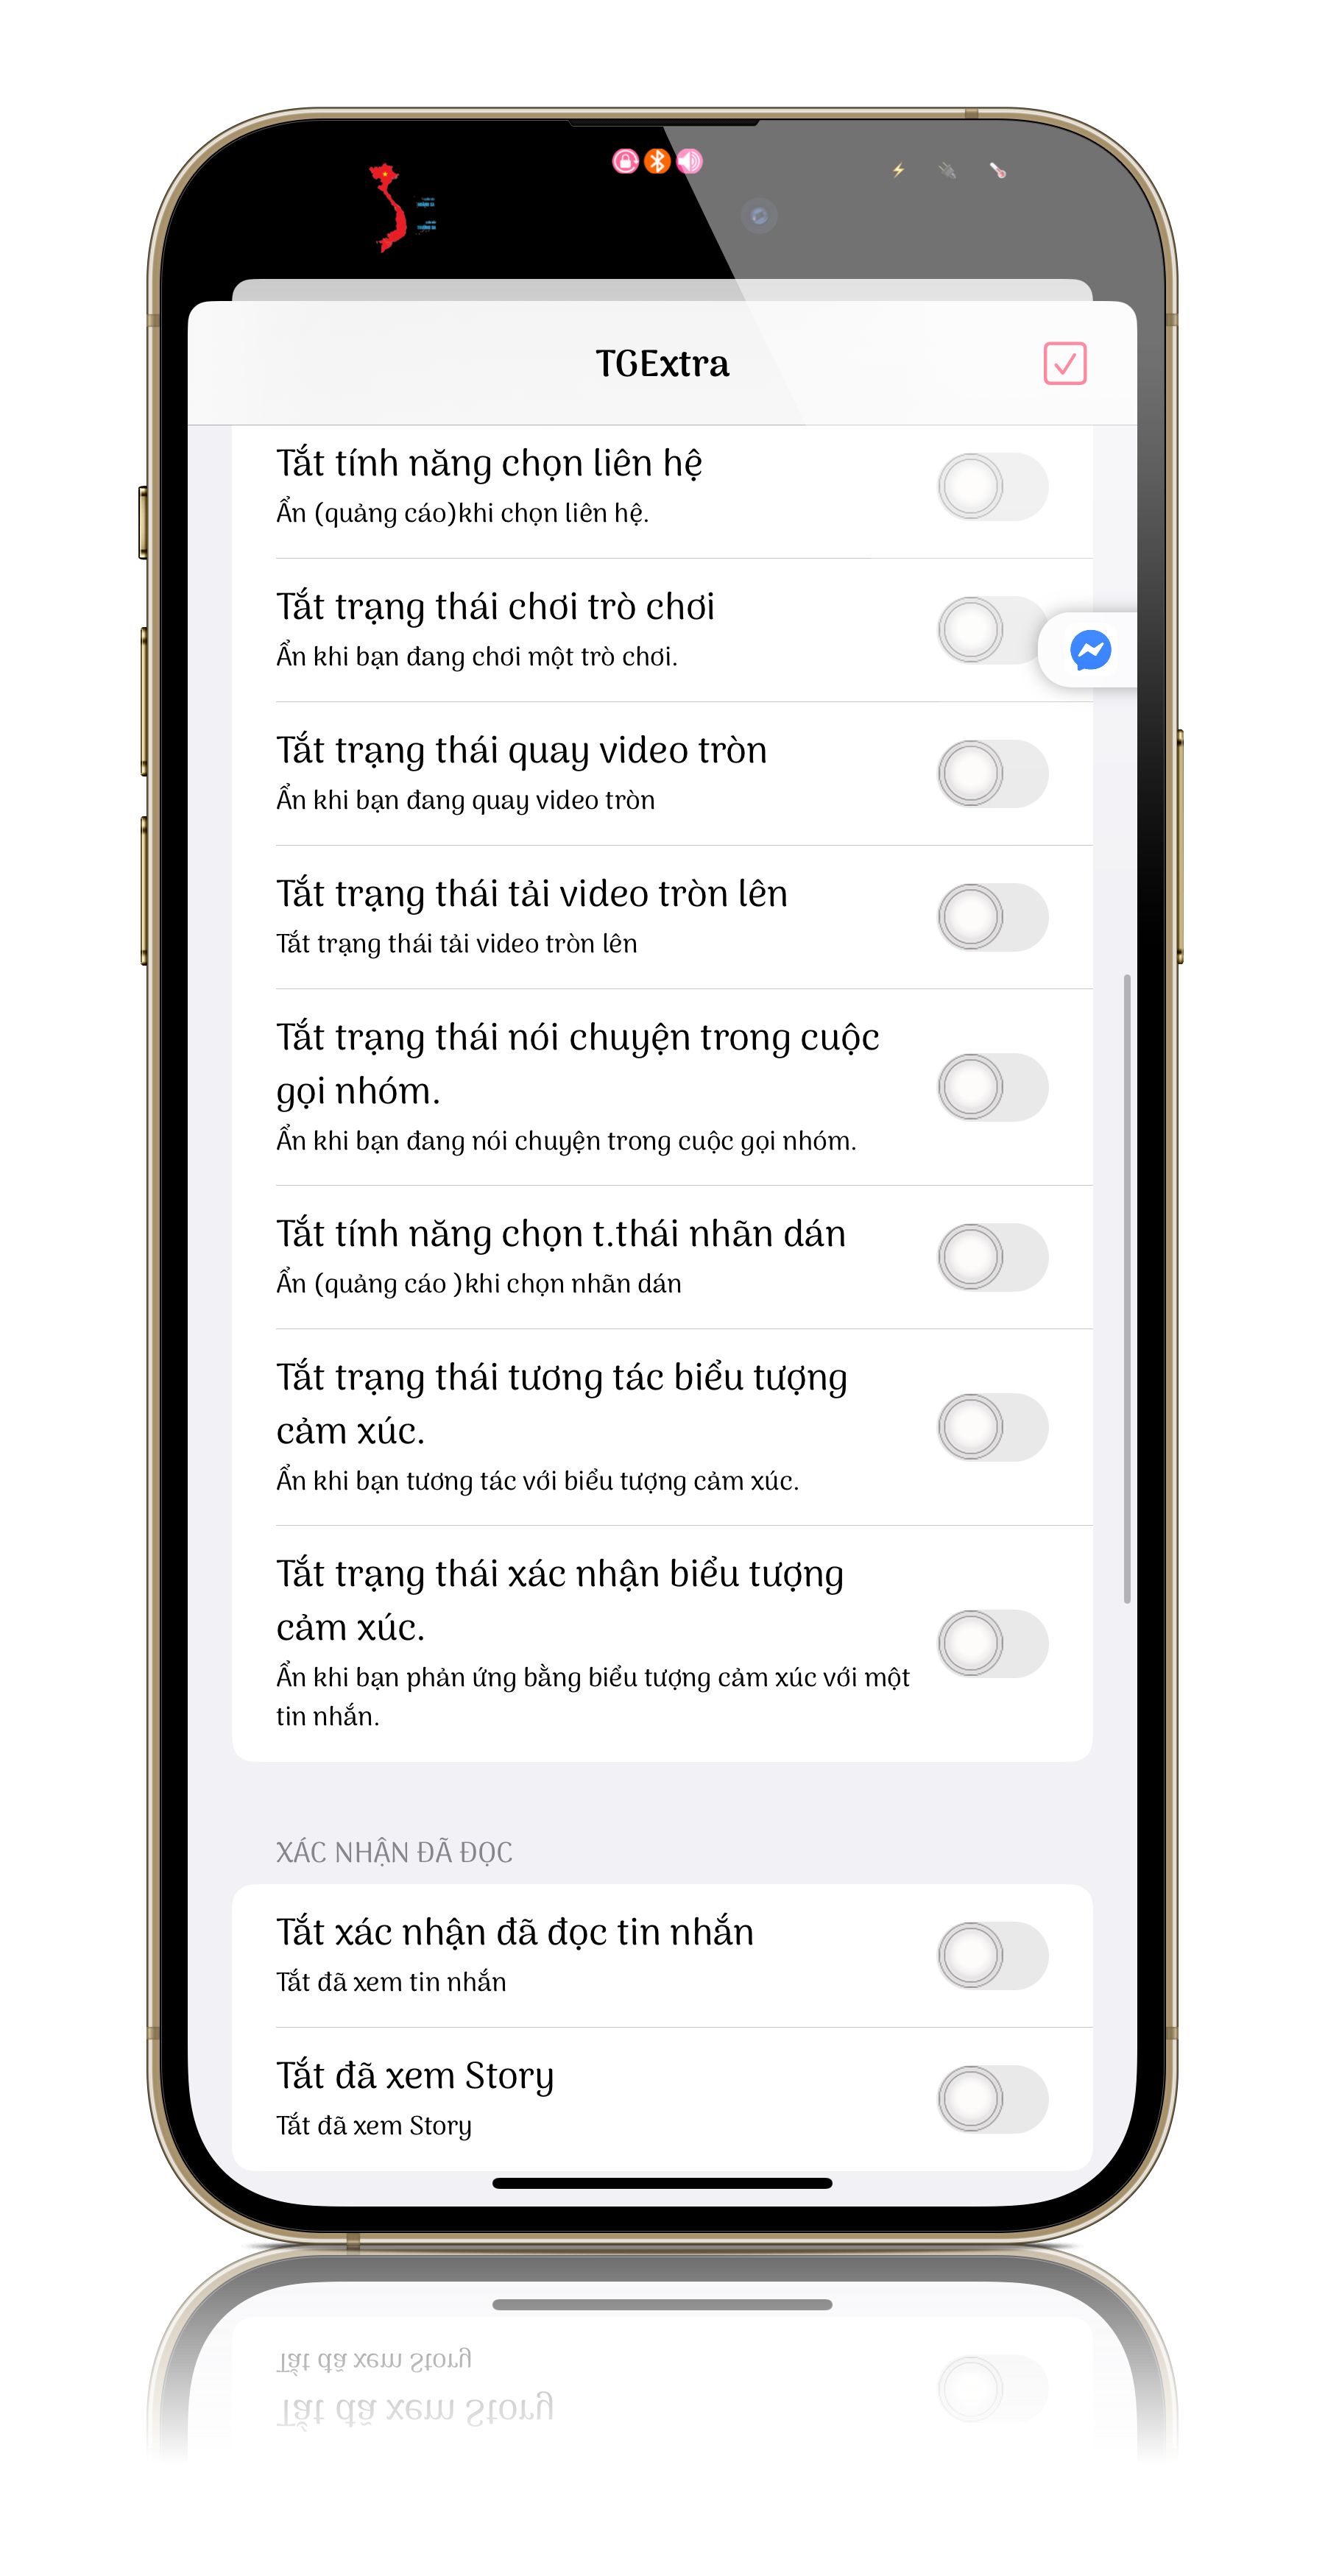 TGExtra
Tắt tính năng chọn liên hệ
Ẩn (quảng cáo)khi chọn liên hệ.
Tắt trạng thái chơi trò chơi
Ẩn khi bạn đang chơi một trò chơi.
Tắt trạng thái quay video tròn
Ẩn khi bạn đang quay video tròn
Tắt trạng thái tải video tròn lên
Tắt trạng thái tải video tròn lên
Tắt trạng thái nói chuyện trong cuộc
gọi nhóm.
Ẩn khi bạn đang nói chuyện trong cuộc gọi nhóm.
Tắt tính năng chọn t.thái nhãn dán
Ẩn (quảng cáo )khi chọn nhãn dán
Tắt trạng thái tương tác biểu tượng
cảm xúc.
Ẩn khi bạn tương tác với biểu tượng cảm xúc.
Tắt trạng thái xác nhận biểu tượng
cảm xúc.
Ẩn khi bạn phản ứng bằng biểu tượng cảm xúc với một
tin nhắn.
XÁC NHẬN ĐÃ ĐỌC
Tắt xác nhận đã đọc tin nhắn
Tắt đã xem tin nhắn
Tắt đã xem Story
Tắt đã xem Story
Tắt đã xem Story
Tắt đã xem Story